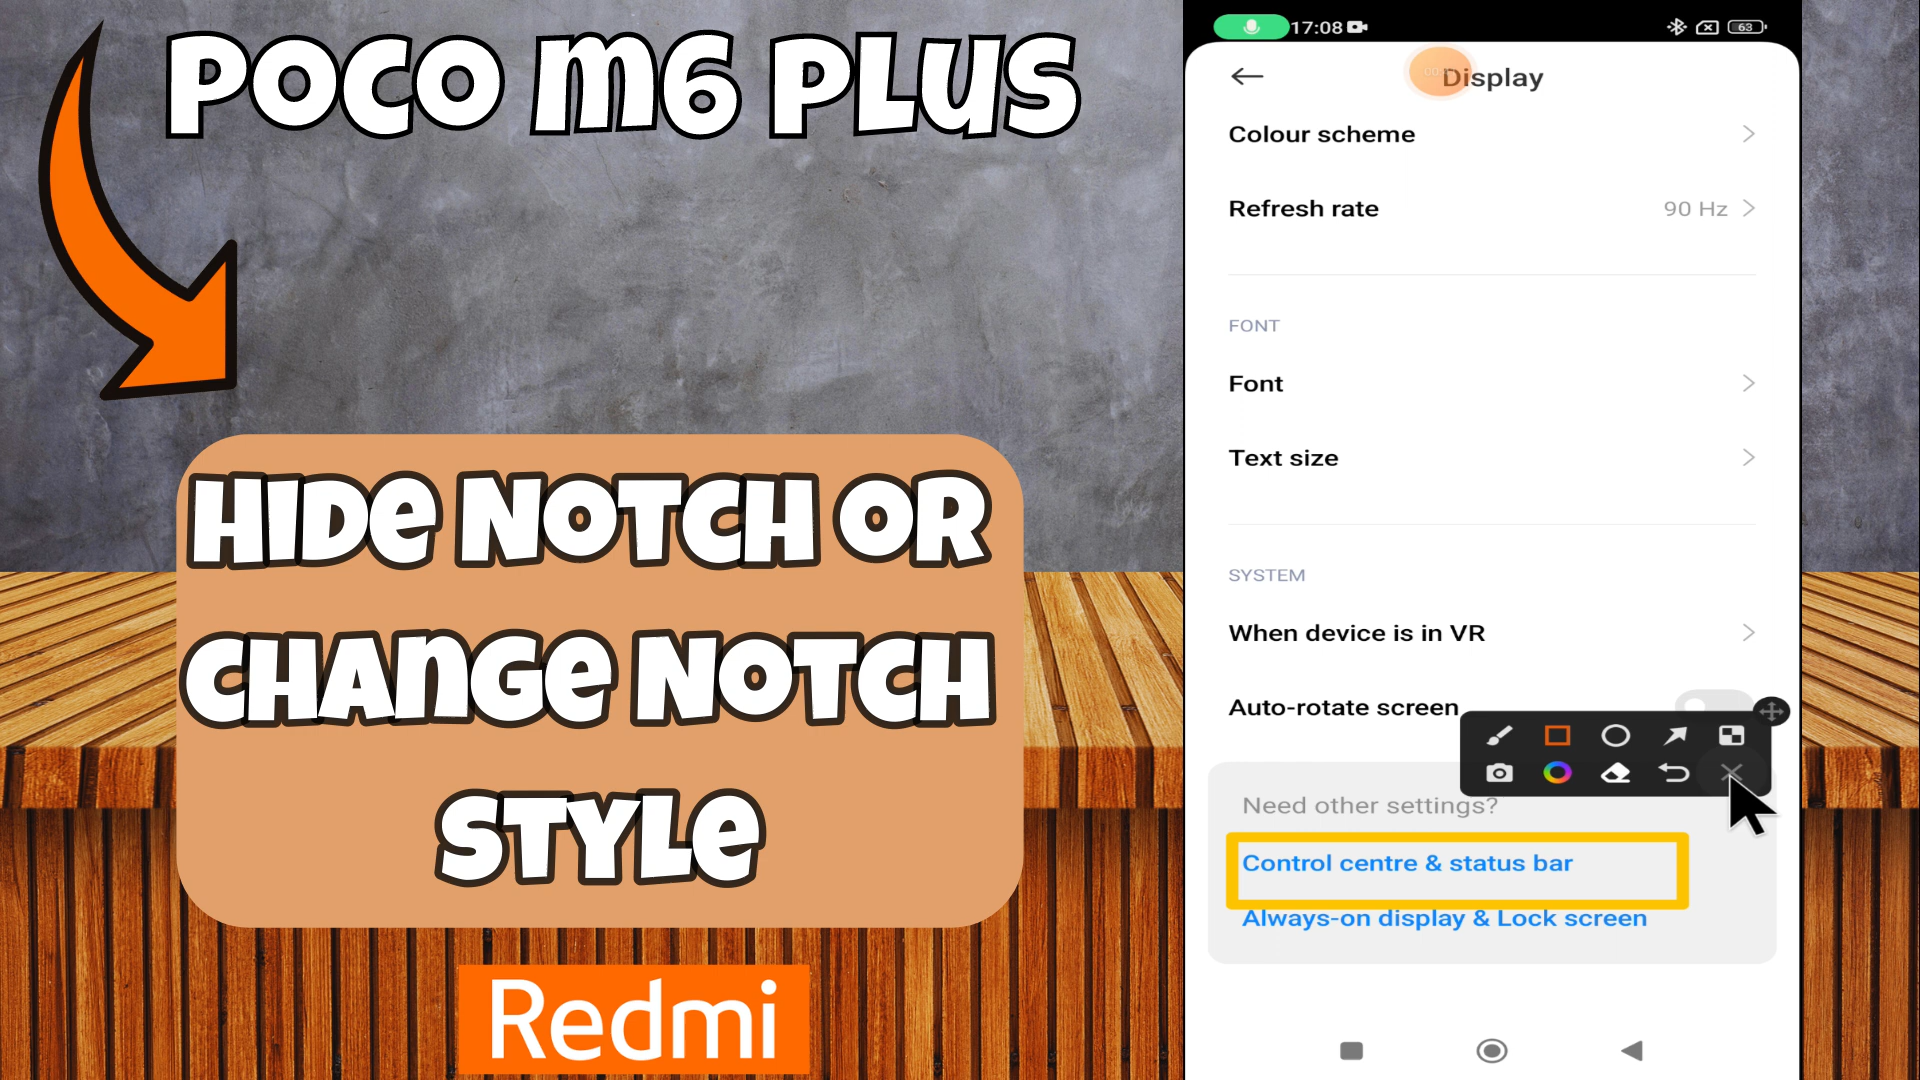 POCO M6 PLUS
HIDE NOTCH OR
CHANGE NOTCH
STYLE
Redmi
17:08
63
Display
Colour scheme
Refresh rate 90 Hz
FONT
Font
Text size
SYSTEM
When device is in VR
Auto-rotate screen
Need other settings?
Control centre & status bar
Always-on display & Lock screen